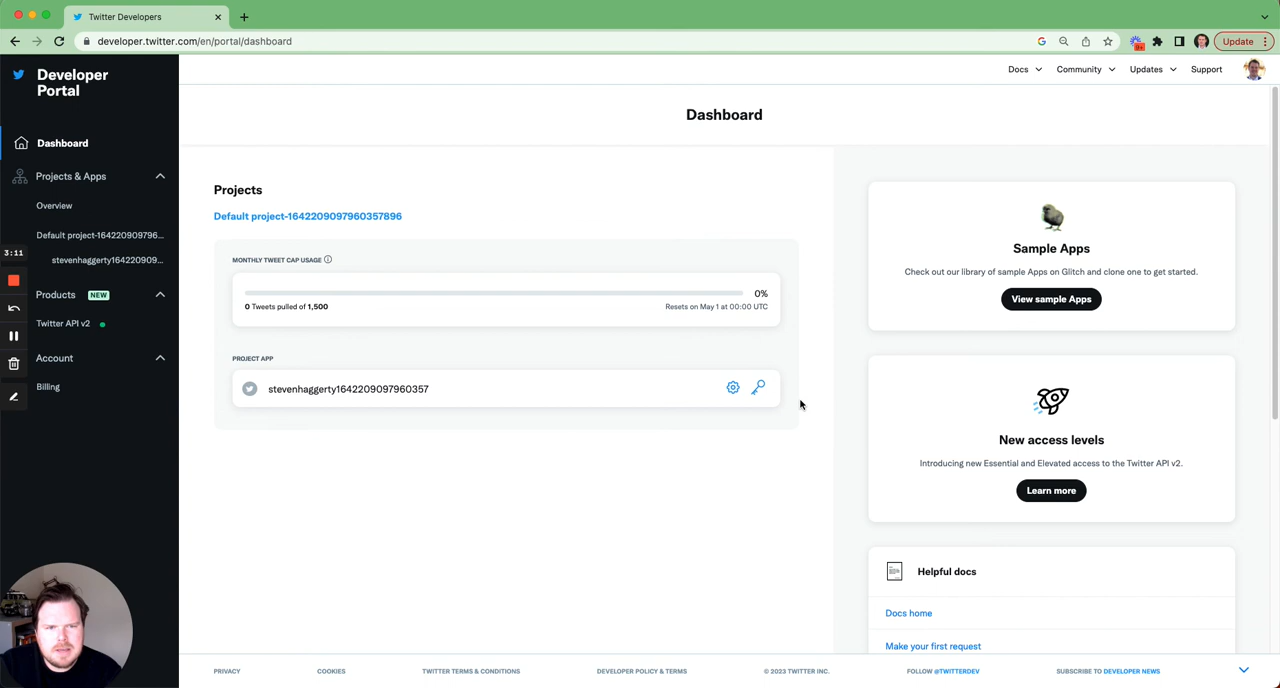 Twitter Developers
developer.twitter.com/en/portal/dashboard
Update
Developer
Portal
Docs
Community
Updates
Support
Dashboard
Projects & Apps
Overview
Default project-164220909796...
stevenhaggerty1642209...
3:11
Products
NEW
Twitter API v2
Account
Billing
Dashboard
Projects
Default project-1642209097960357896
MONTHLY TWEET CAP USAGE
0%
0 Tweets pulled of 1,500
Resets on May 1 at 00:00 UTC
PROJECT APP
stevenhaggerty1642209097960357
Sample Apps
Check out our library of sample Apps on Glitch and clone one to get started.
View sample Apps
New access levels
Introducing new Essential and Elevated access to the Twitter API v2.
Learn more
Helpful docs
Docs home
Make your first request
PRIVACY
COOKIES
TWITTER TERMS & CONDITIONS
DEVELOPER POLICY & TERMS
© 2023 TWITTER INC.
FOLLOW @TWITTERDEV
SUBSCRIBE TO DEVELOPER NEWS